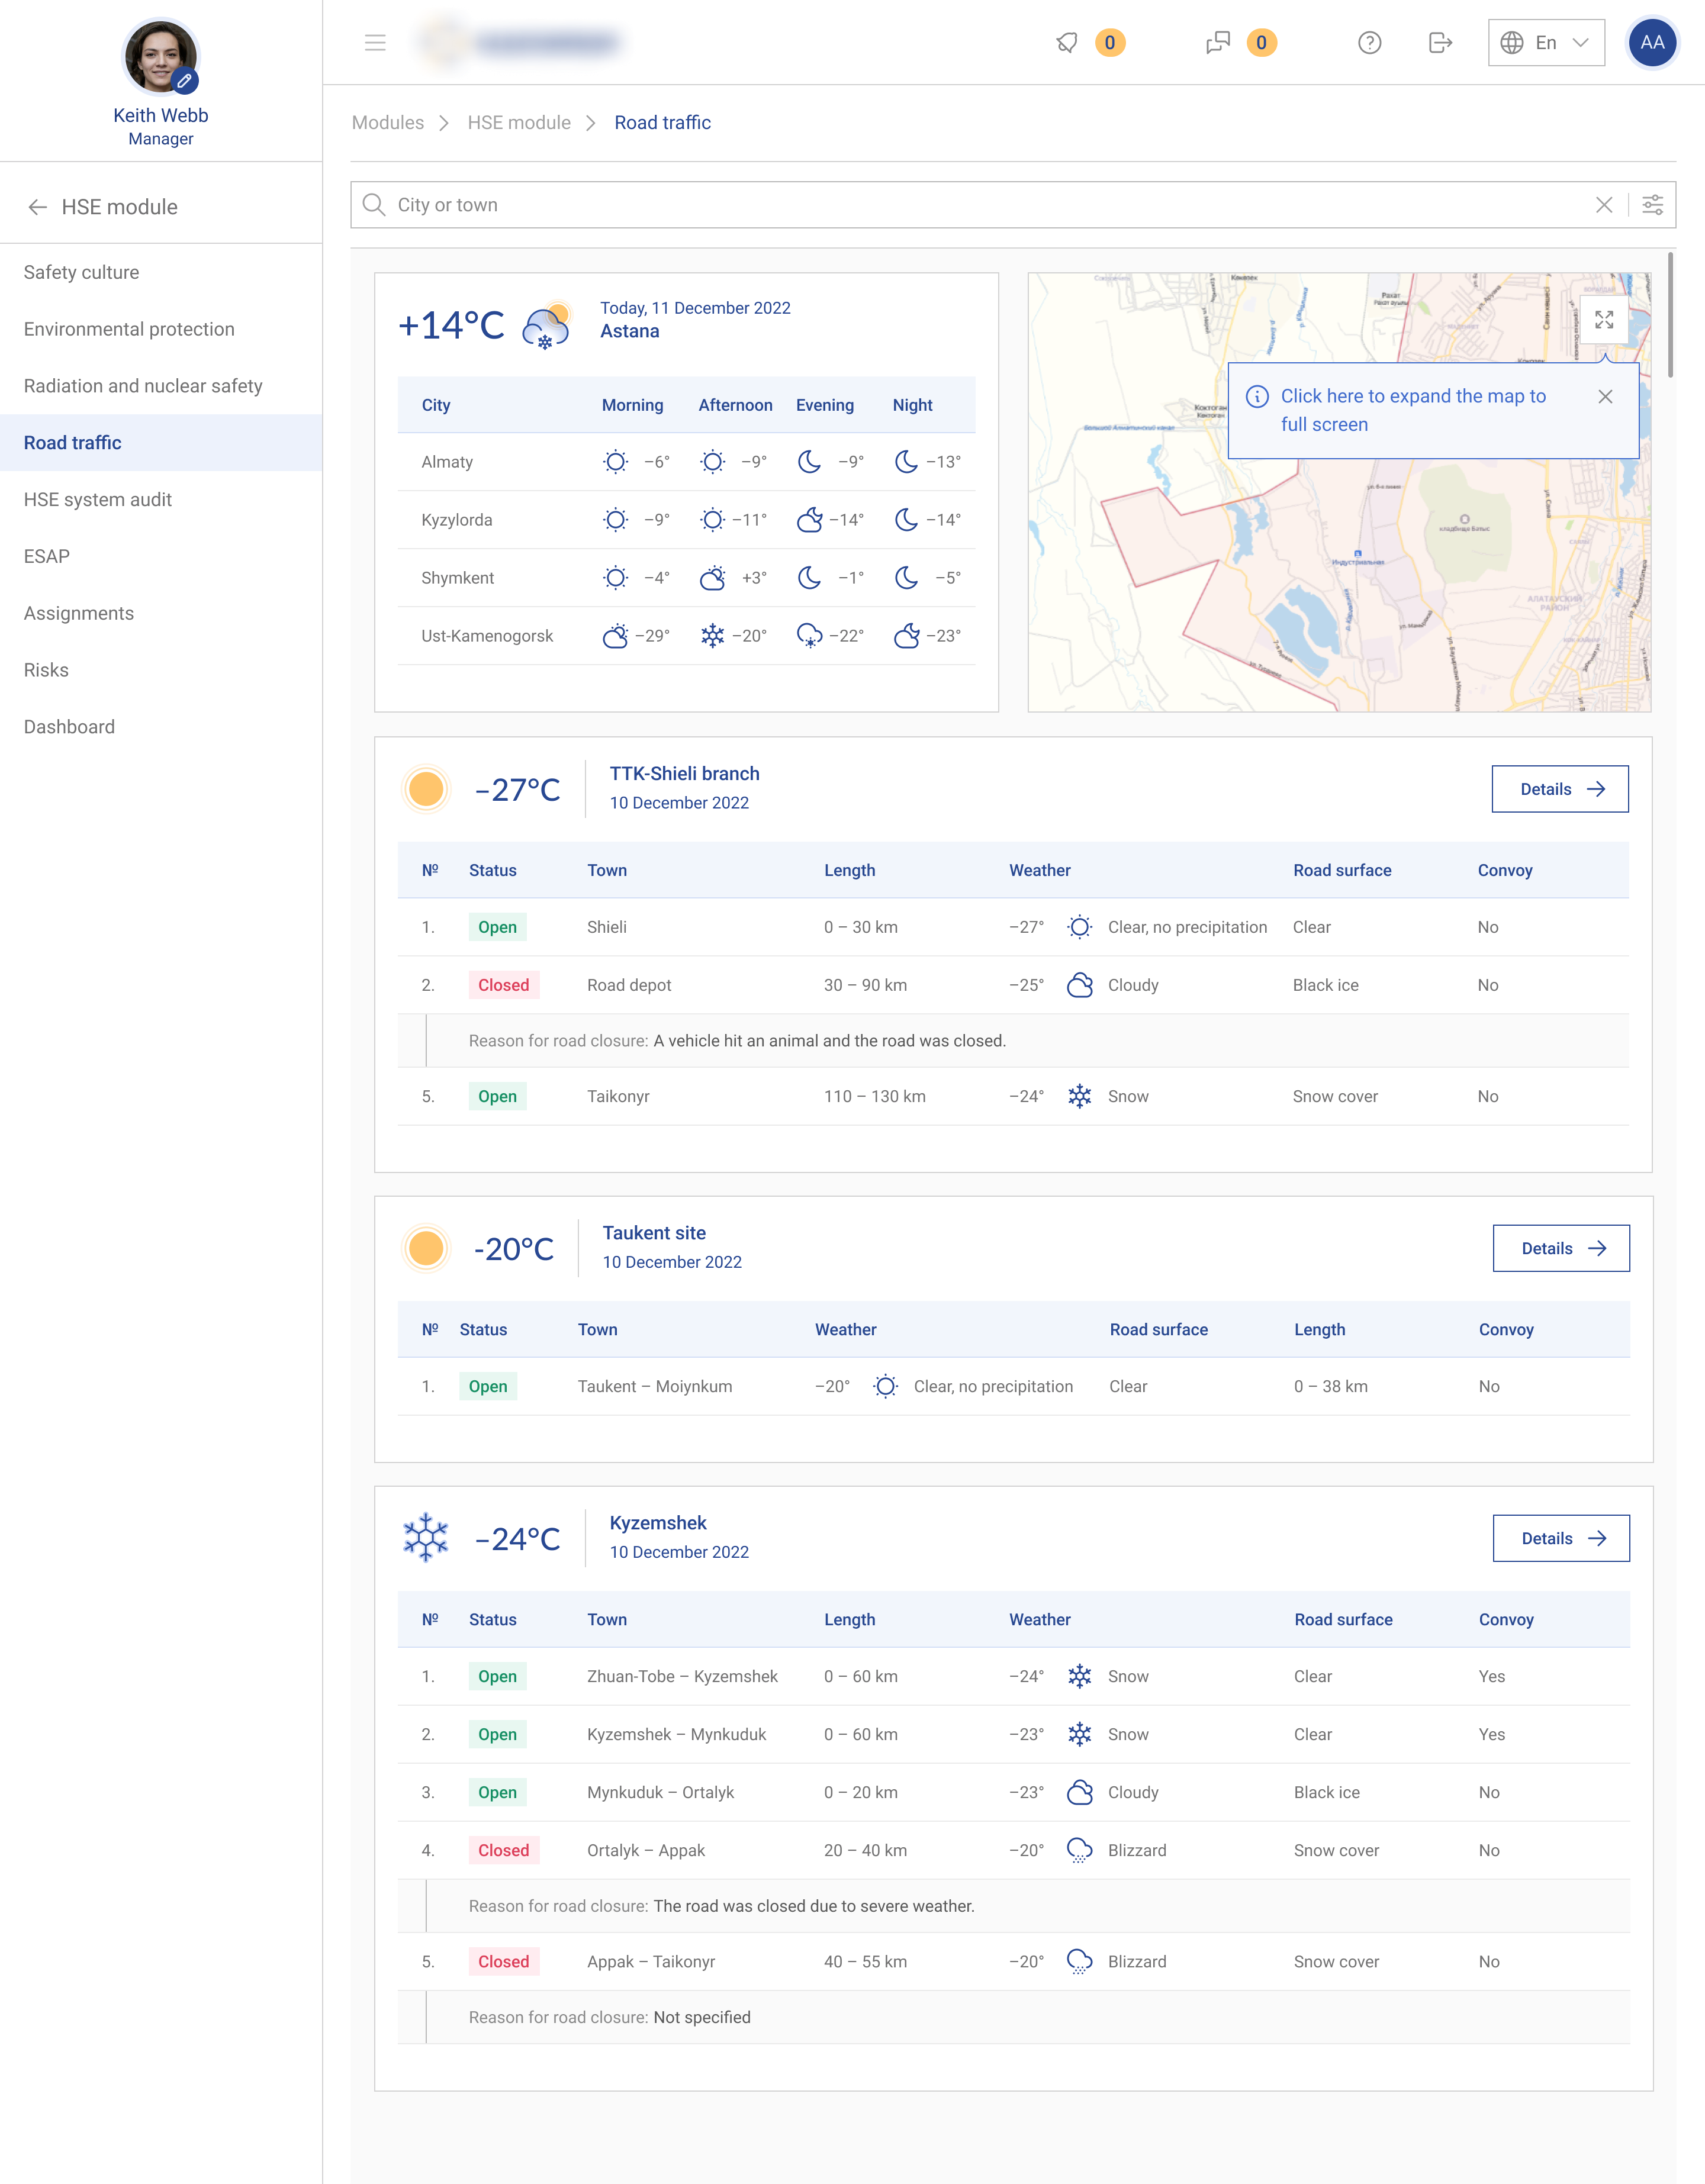 Keith Webb
Manager
HSE module
Safety culture
Environmental protection
Radiation and nuclear safety
Road traffic
HSE system audit
ESAP
Assignments
Risks
Dashboard
0
0
En
AA
Modules HSE module Road traffic
City or town
+14°C
Today, 11 December 2022
Astana
City Morning Afternoon Evening Night
Almaty −6° −9° −9° −13°
Kyzylorda −9° −11° −14° −14°
Shymkent −4° +3° −1° −5°
Ust-Kamenogorsk −29° −20° −22° −23°
Рахат
Click here to expand the map to
full screen
Коктоган
большой Алматинский канал
кладбище Батыс
Индустриальная
АЛАТАУСКИЙ
РАЙОН
−27°C
TTK-Shieli branch
10 December 2022
Details
№ Status Town Length Weather Road surface Convoy
1. Open Shieli 0 – 30 km −27° Clear, no precipitation Clear No
2. Closed Road depot 30 – 90 km −25° Cloudy Black ice No
Reason for road closure: A vehicle hit an animal and the road was closed.
5. Open Taikonyr 110 – 130 km −24° Snow Snow cover No
-20°C
Taukent site
10 December 2022
Details
№ Status Town Weather Road surface Length Convoy
1. Open Taukent – Moiynkum −20° Clear, no precipitation Clear 0 – 38 km No
−24°C
Kyzemshek
10 December 2022
Details
№ Status Town Length Weather Road surface Convoy
1. Open Zhuan-Tobe – Kyzemshek 0 – 60 km −24° Snow Clear Yes
2. Open Kyzemshek – Mynkuduk 0 – 60 km −23° Snow Clear Yes
3. Open Mynkuduk – Ortalyk 0 – 20 km −23° Cloudy Black ice No
4. Closed Ortalyk – Appak 20 – 40 km −20° Blizzard Snow cover No
Reason for road closure: The road was closed due to severe weather.
5. Closed Appak – Taikonyr 40 – 55 km −20° Blizzard Snow cover No
Reason for road closure: Not specified